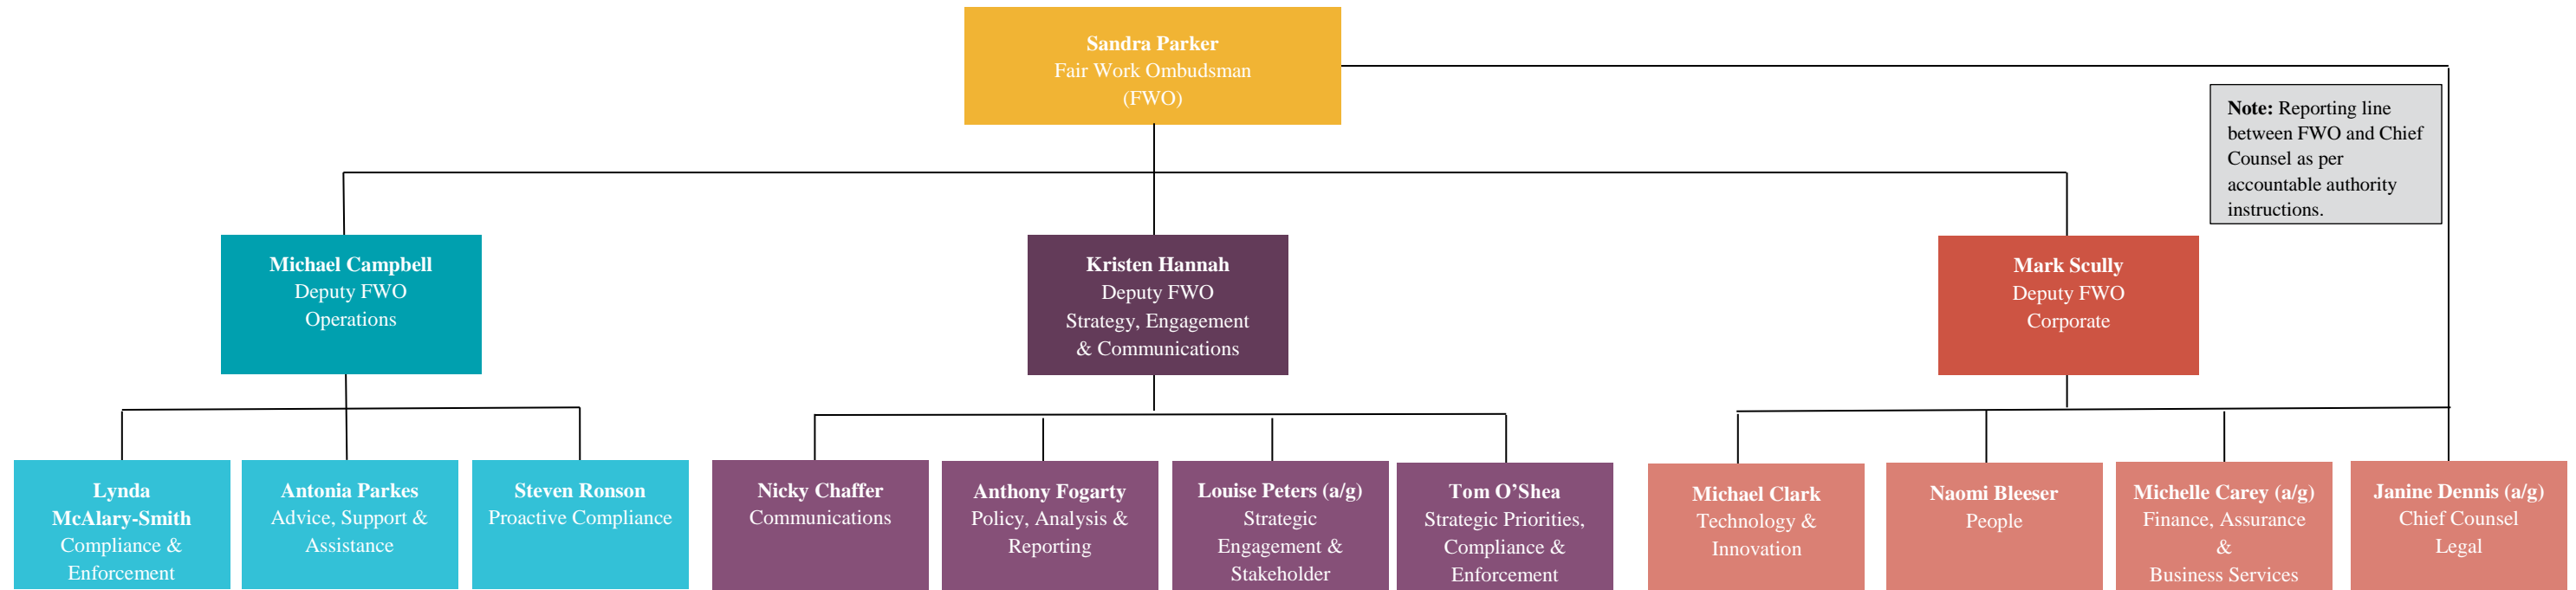 Sandra Parker
Fair Work Ombudsman
(FWO)
Note: Reporting line
between FWO and Chief
Counsel as per
accountable authority
instructions.
Michael Campbell
Deputy FWO
Operations
Kristen Hannah
Deputy FWO
Strategy, Engagement
& Communications
Mark Scully
Deputy FWO
Corporate
Lynda
McAlary-Smith
Compliance &
Enforcement
Antonia Parkes
Advice, Support &
Assistance
Steven Ronson
Proactive Compliance
Nicky Chaffer
Communications
Anthony Fogarty
Policy, Analysis &
Reporting
Louise Peters (a/g)
Strategic
Engagement &
Stakeholder
Tom O’Shea
Strategic Priorities,
Compliance &
Enforcement
Michael Clark
Technology &
Innovation
Naomi Bleeser
People
Michelle Carey (a/g)
Finance, Assurance
&
Business Services
Janine Dennis (a/g)
Chief Counsel
Legal